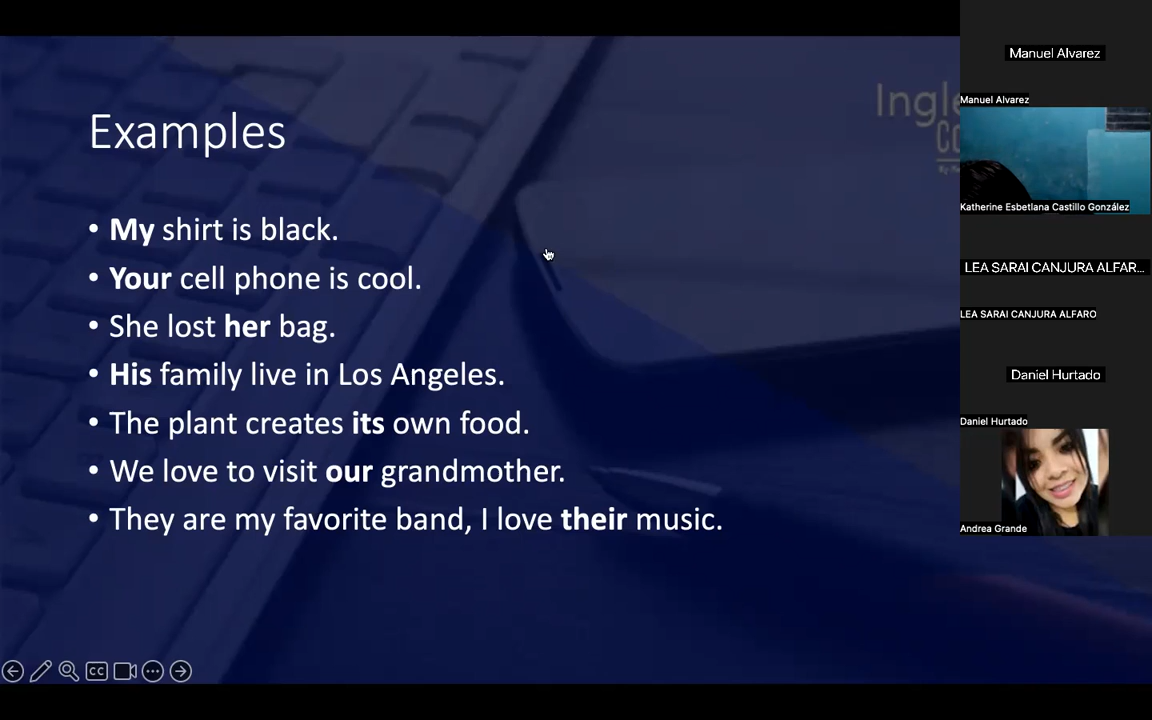 Examples
• My shirt is black.
• Your cell phone is cool.
• She lost her bag.
• His family live in Los Angeles.
• The plant creates its own food.
• We love to visit our grandmother.
• They are my favorite band, I love their music.
Manuel Alvarez
Manuel Alvarez
Katherine Esbetlana Castillo González
LEA SARAI CANJURA ALFAR...
LEA SARAI CANJURA ALFARO
Daniel Hurtado
Daniel Hurtado
Andrea Grande
CC